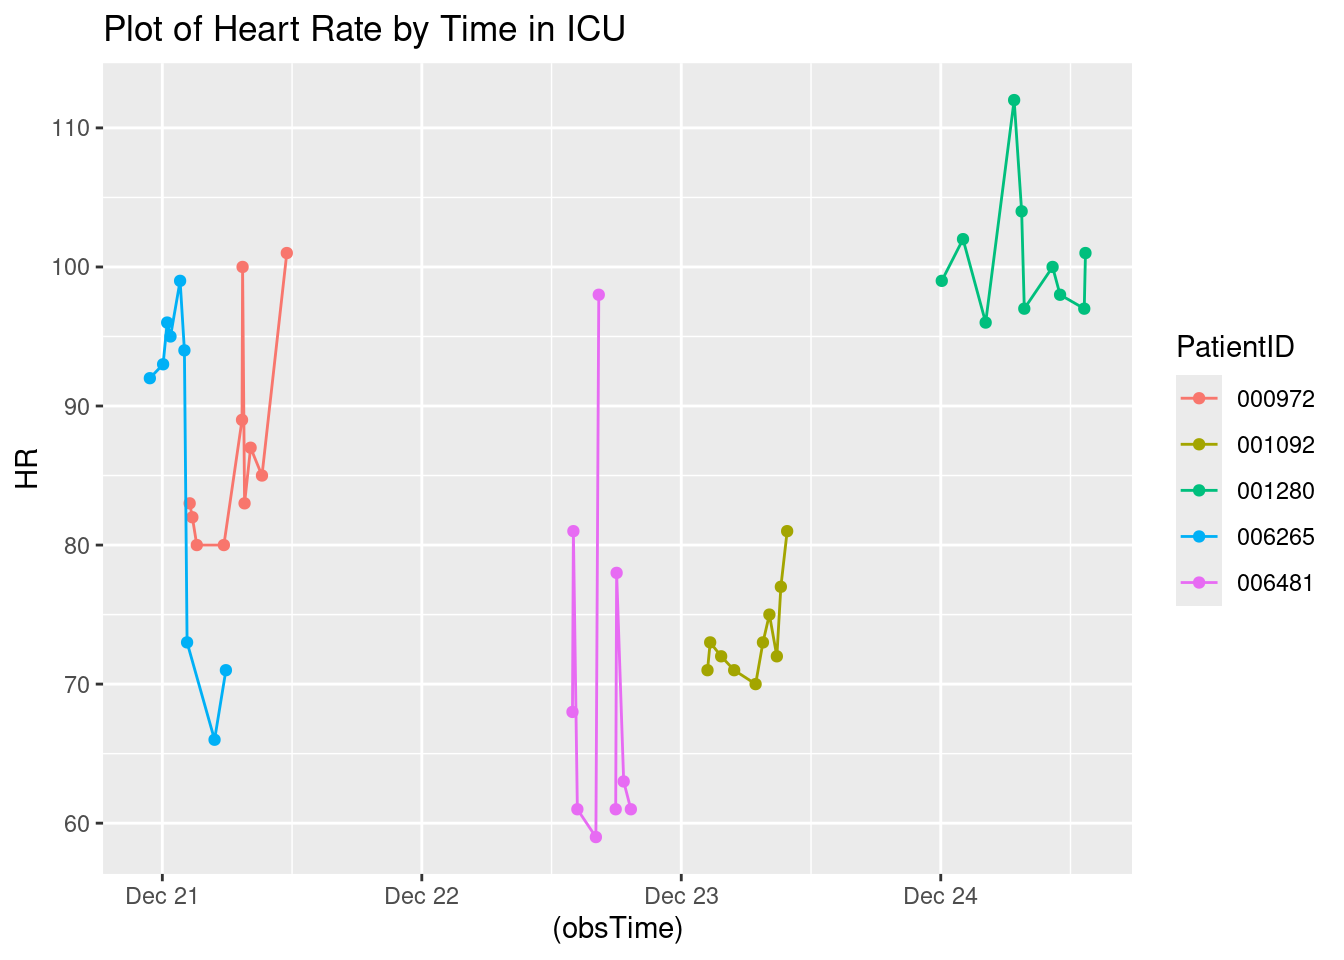 Plot of Heart Rate by Time in ICU
HR
110
100
90
80
70
60
Dec 21
Dec 22
Dec 23
Dec 24
(obsTime)
PatientID
000972
001092
001280
006265
006481